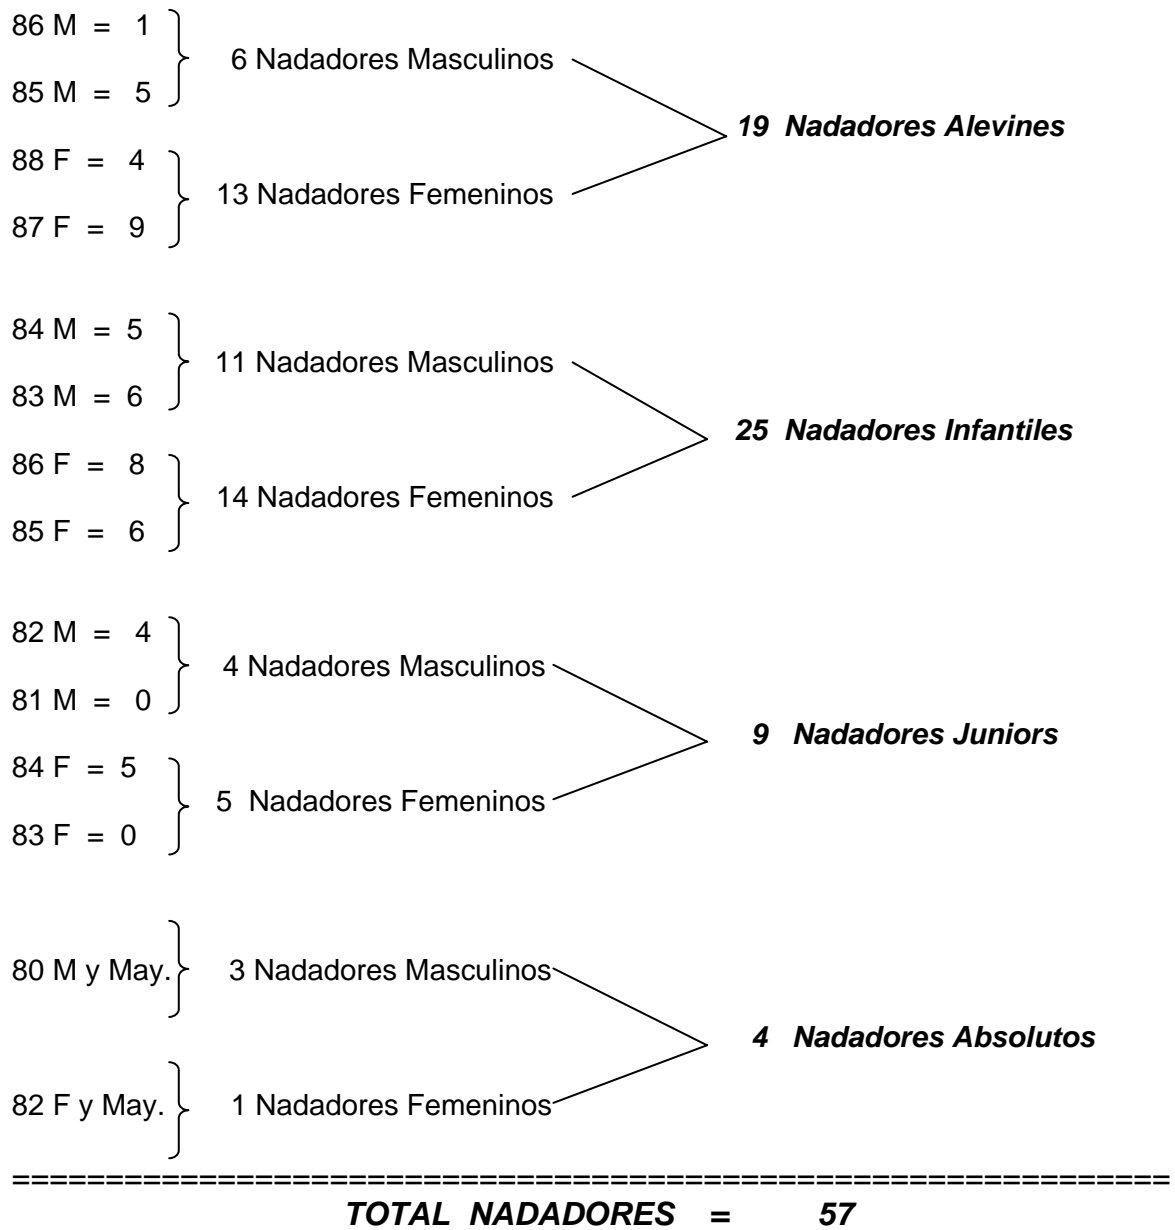 86 M = 1
6 Nadadores Masculinos
85 M = 5
19 Nadadores Alevines
88 F = 4
13 Nadadores Femeninos
87 F = 9
84 M = 5
11 Nadadores Masculinos
83 M = 6
25 Nadadores Infantiles
86 F = 8
14 Nadadores Femeninos
85 F = 6
82 M = 4
4 Nadadores Masculinos
81 M = 0
9 Nadadores Juniors
84 F = 5
5 Nadadores Femeninos
83 F = 0
80 M y May. 3 Nadadores Masculinos
4 Nadadores Absolutos
82 F y May. 1 Nadadores Femeninos
==============================================================
TOTAL NADADORES = 57